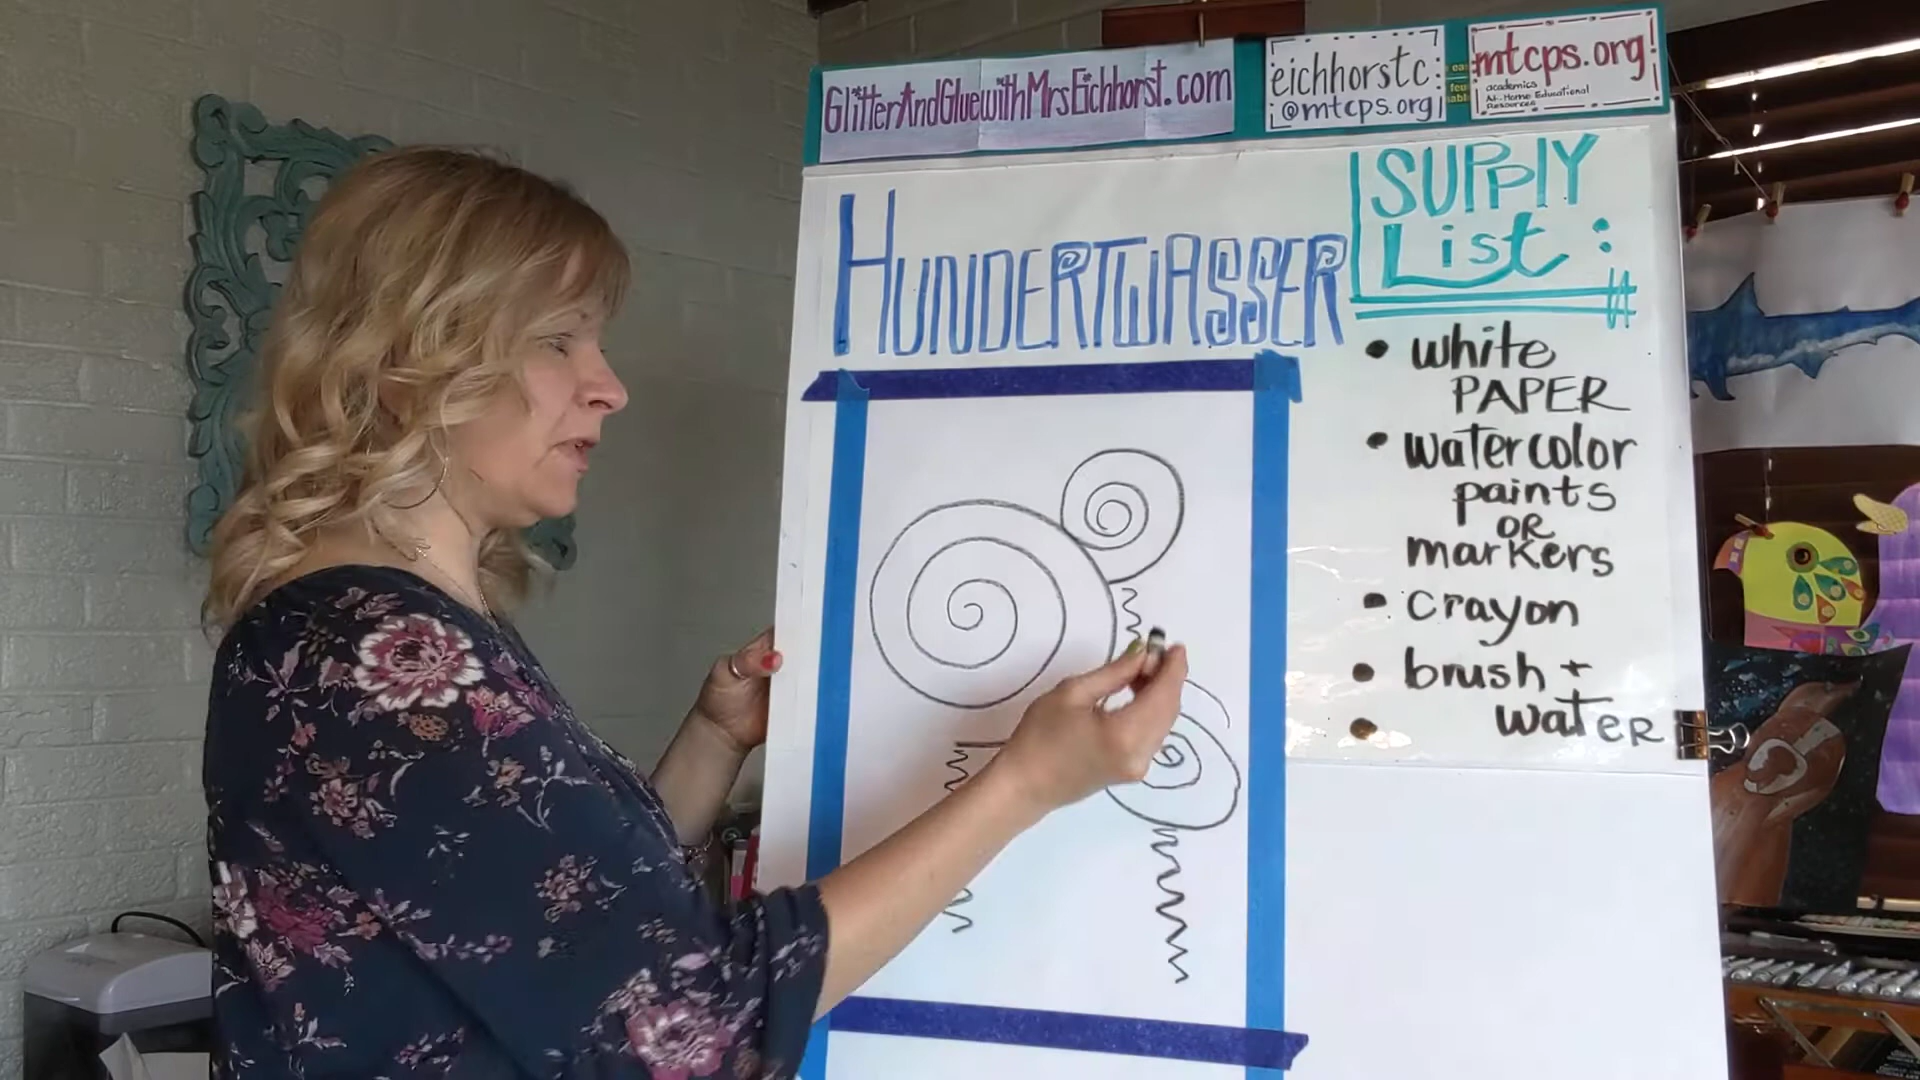 GlitterAndGluewithMrsEichhorst.com
eichhorstc
@mtcps.org
mtcps.org
academics
At-Home Educational
Resources
HUNDERTWASSER
SUPPLY
List:
• white
PAPER
• watercolor
paints
OR
markers
• crayon
• brush +
• water